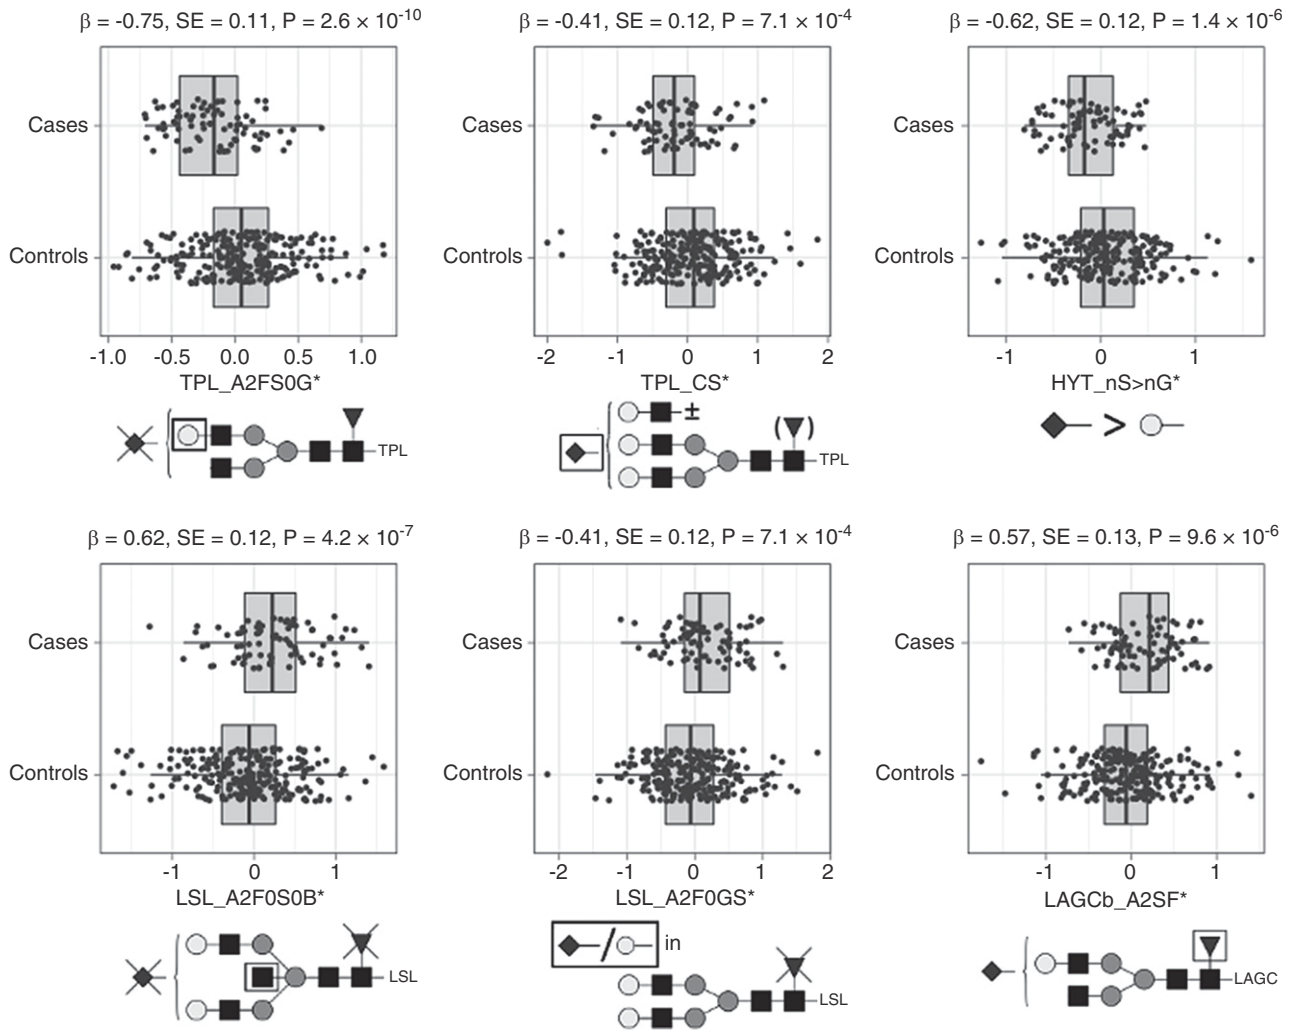 β = -0.75, SE = 0.11, P = 2.6 × 10-10
Cases
Controls
-1.0 -0.5 0.0 0.5 1.0
TPL_A2FS0G*
TPL
β = -0.41, SE = 0.12, P = 7.1 × 10-4
Cases
Controls
-2 -1 0 1 2
TPL_CS*
±
( )
TPL
β = -0.62, SE = 0.12, P = 1.4 × 10-6
Cases
Controls
-1 0 1
HYT_nS>nG*
>
β = 0.62, SE = 0.12, P = 4.2 × 10-7
Cases
Controls
-1 0 1
LSL_A2F0S0B*
LSL
β = -0.41, SE = 0.12, P = 7.1 × 10-4
Cases
Controls
-2 -1 0 1 2
LSL_A2F0GS*
/ in
LSL
β = 0.57, SE = 0.13, P = 9.6 × 10-6
Cases
Controls
-1 0 1
LAGCb_A2SF*
LAGC